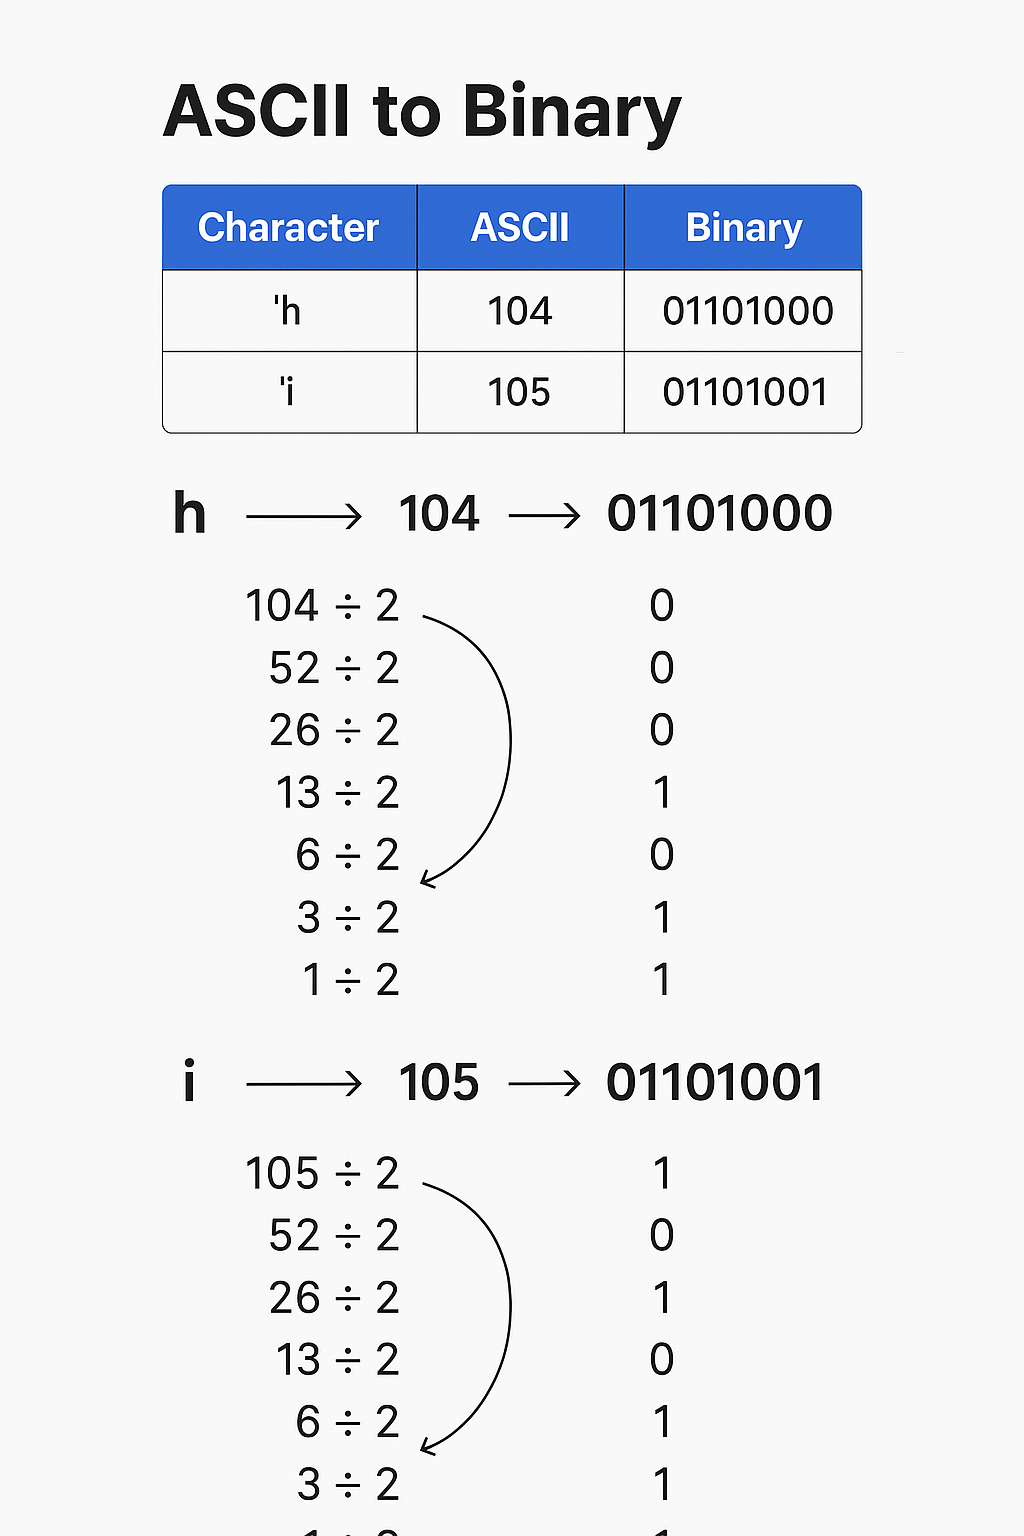 ASCII to Binary
Character ASCII Binary
'h 104 01101000
'i 105 01101001
h → 104 → 01101000
104 ÷ 2 0
52 ÷ 2 0
26 ÷ 2 0
13 ÷ 2 1
6 ÷ 2 0
3 ÷ 2 1
1 ÷ 2 1
i → 105 → 01101001
105 ÷ 2 1
52 ÷ 2 0
26 ÷ 2 1
13 ÷ 2 0
6 ÷ 2 1
3 ÷ 2 1